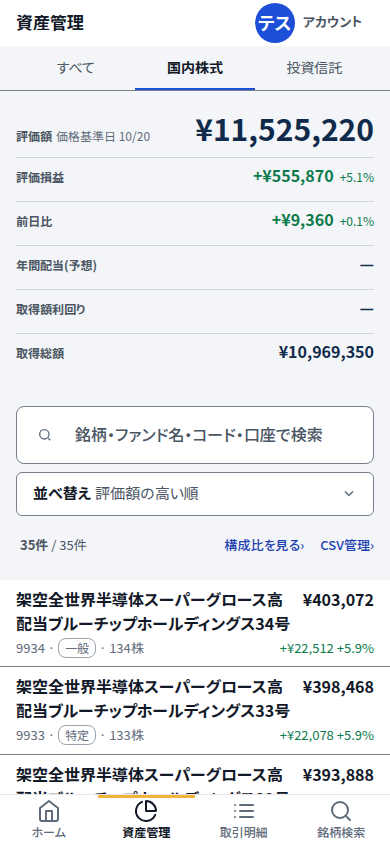 資産管理
テス アカウント
すべて 国内株式 投資信託
評価額 価格基準日 10/20 ¥11,525,220
評価損益 +¥555,870 +5.1%
前日比 +¥9,360 +0.1%
年間配当(予想) —
取得額利回り —
取得総額 ¥10,969,350
銘柄・ファンド名・コード・口座で検索
並べ替え 評価額の高い順
35件 / 35件 構成比を見る› CSV管理›
架空全世界半導体スーパーグロース高 ¥403,072
配当ブルーチップホールディングス34号
9934 · 一般 · 134株 +¥22,512 +5.9%
架空全世界半導体スーパーグロース高 ¥398,468
配当ブルーチップホールディングス33号
9933 · 特定 · 133株 +¥22,078 +5.9%
架空全世界半導体スーパーグロース高 ¥393,888
ホーム 資産管理 取引明細 銘柄検索